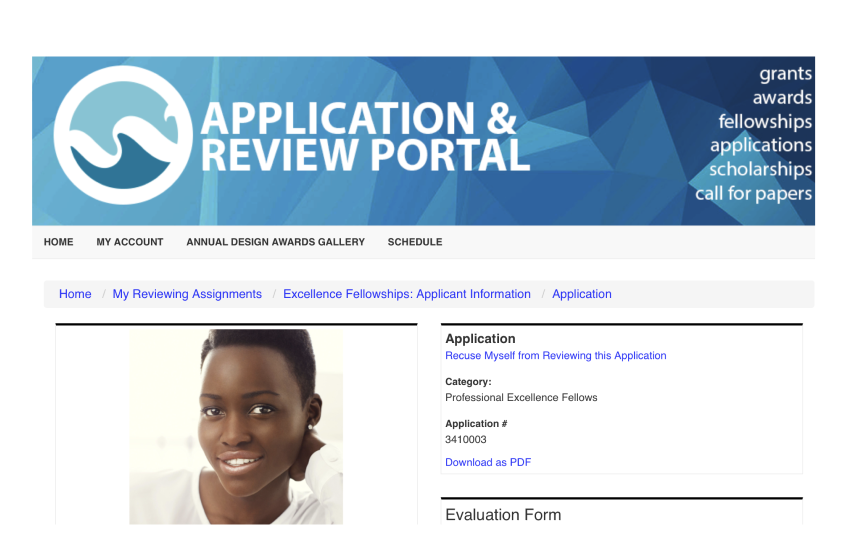 APPLICATION &
REVIEW PORTAL
grants
awards
fellowships
applications
scholarships
call for papers
HOME MY ACCOUNT ANNUAL DESIGN AWARDS GALLERY SCHEDULE
Home / My Reviewing Assignments / Excellence Fellowships: Applicant Information / Application
Application
Recuse Myself from Reviewing this Application
Category:
Professional Excellence Fellows
Application #
3410003
Download as PDF
Evaluation Form